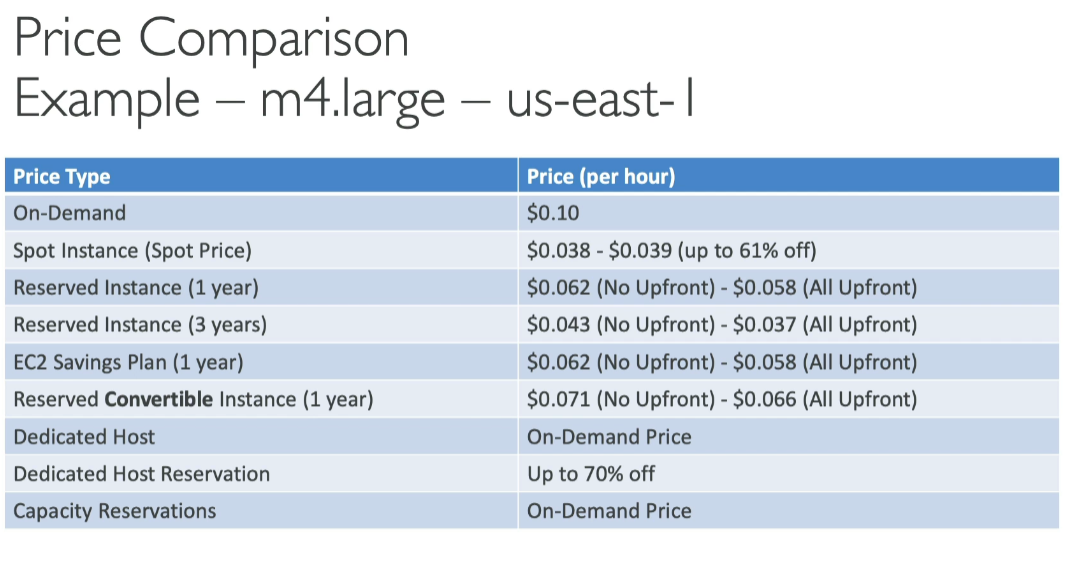 Price Comparison
Example – m4.large – us-east-1
Price Type Price (per hour)
On-Demand $0.10
Spot Instance (Spot Price) $0.038 - $0.039 (up to 61% off)
Reserved Instance (1 year) $0.062 (No Upfront) - $0.058 (All Upfront)
Reserved Instance (3 years) $0.043 (No Upfront) - $0.037 (All Upfront)
EC2 Savings Plan (1 year) $0.062 (No Upfront) - $0.058 (All Upfront)
Reserved Convertible Instance (1 year) $0.071 (No Upfront) - $0.066 (All Upfront)
Dedicated Host On-Demand Price
Dedicated Host Reservation Up to 70% off
Capacity Reservations On-Demand Price